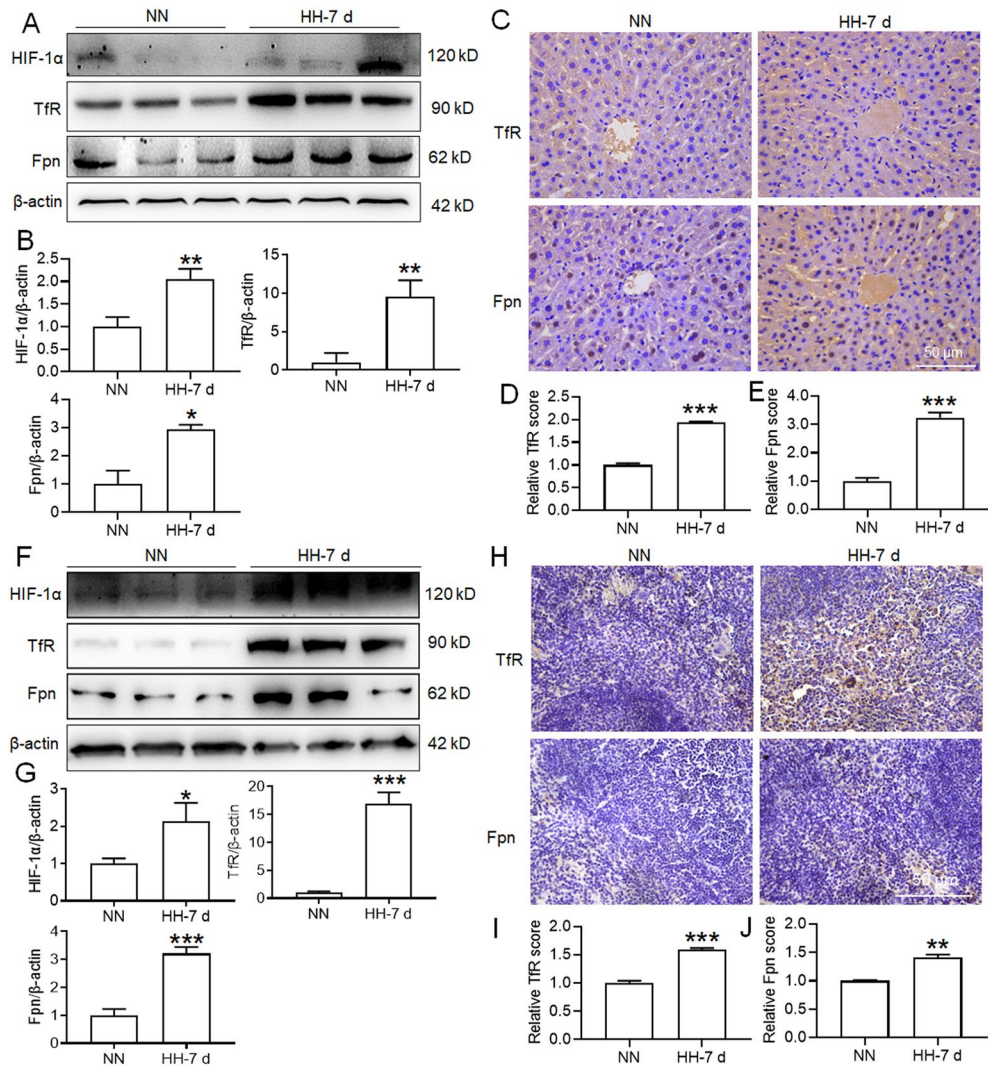 A
NN
HH-7 d
HIF-1α
120 kD
TfR
90 kD
Fpn
62 kD
β-actin
42 kD
B
HIF-1α/β-actin
2.5
2.0
1.5
1.0
0.5
0.0
**
NN
HH-7 d
TfR/β-actin
15
10
5
0
**
NN
HH-7 d
Fpn/β-actin
4
3
2
1
0
*
NN
HH-7 d
C
NN
HH-7 d
TfR
Fpn
50 μm
D
Relative TfR score
2.5
2.0
1.5
1.0
0.5
0.0
***
NN
HH-7 d
E
Relative Fpn score
4.0
3.0
2.0
1.0
0.0
***
NN
HH-7 d
F
NN
HH-7 d
HIF-1α
120 kD
TfR
90 kD
Fpn
62 kD
β-actin
42 kD
G
HIF-1α/β-actin
3
2
1
0
*
NN
HH-7 d
TfR/β-actin
20
15
10
5
0
***
NN
HH-7 d
Fpn/β-actin
4
3
2
1
0
***
NN
HH-7 d
H
NN
HH-7 d
TfR
Fpn
50 μm
I
Relative TfR score
2.0
1.5
1.0
0.5
0.0
***
NN
HH-7 d
J
Relative Fpn score
2.0
1.5
1.0
0.5
0.0
**
NN
HH-7 d